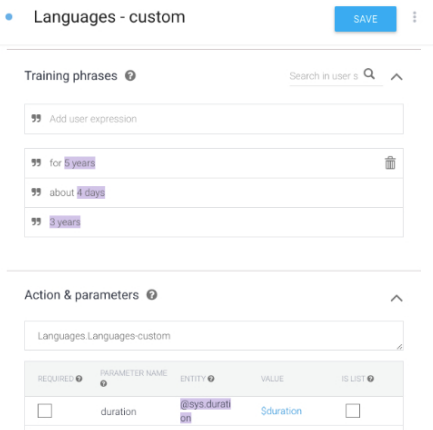 Languages - custom
SAVE
Training phrases
Search in user s
Add user expression
for 5 years
about 4 days
3 years
Action & parameters
Languages.Languages-custom
REQUIRED PARAMETER NAME ENTITY VALUE IS LIST
duration @sys.durati
on $duration